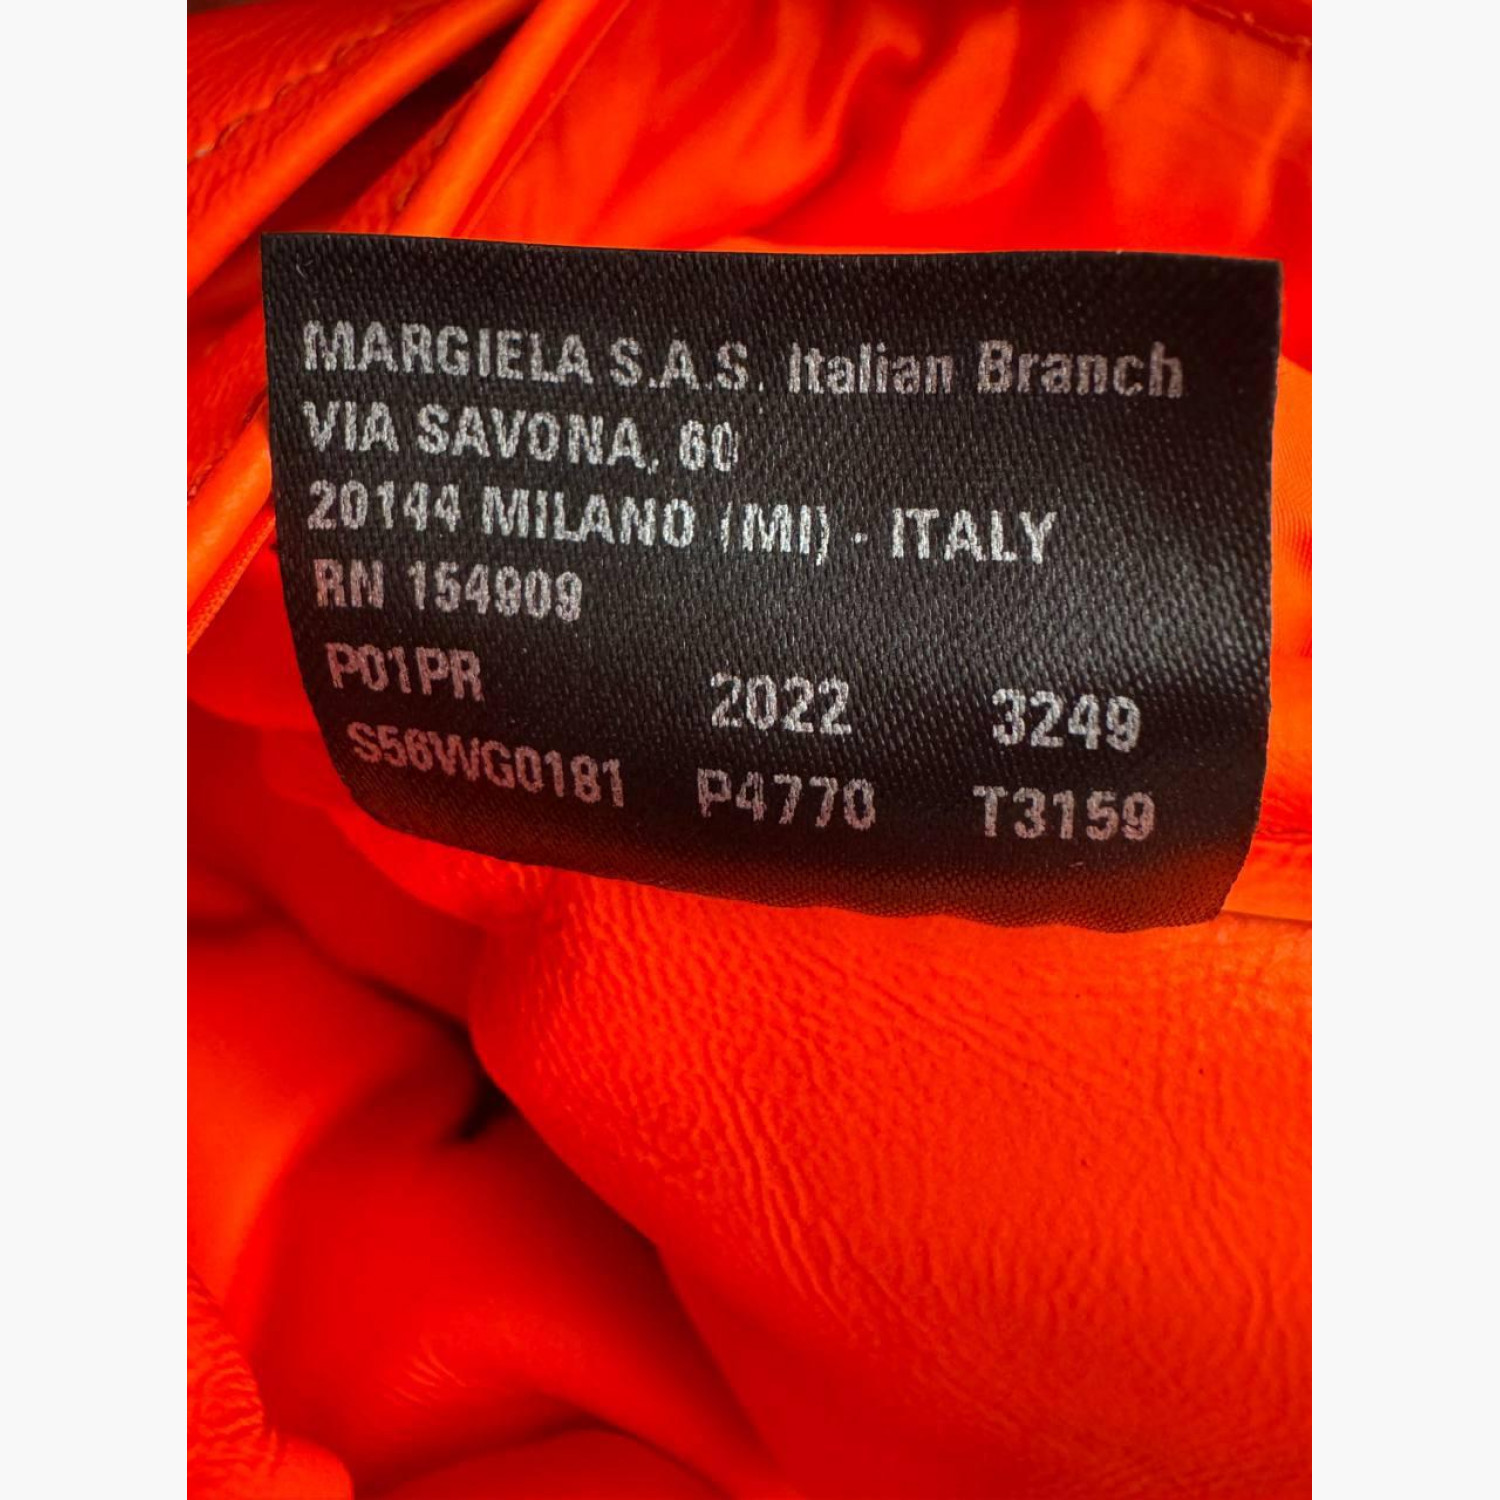 MARGIELA S.A.S. Italian Branch
VIA SAVONA, 60
20144 MILANO (MI) - ITALY
RN 154909
P01PR 2022 3249
S56WG0181 P4770 T3159